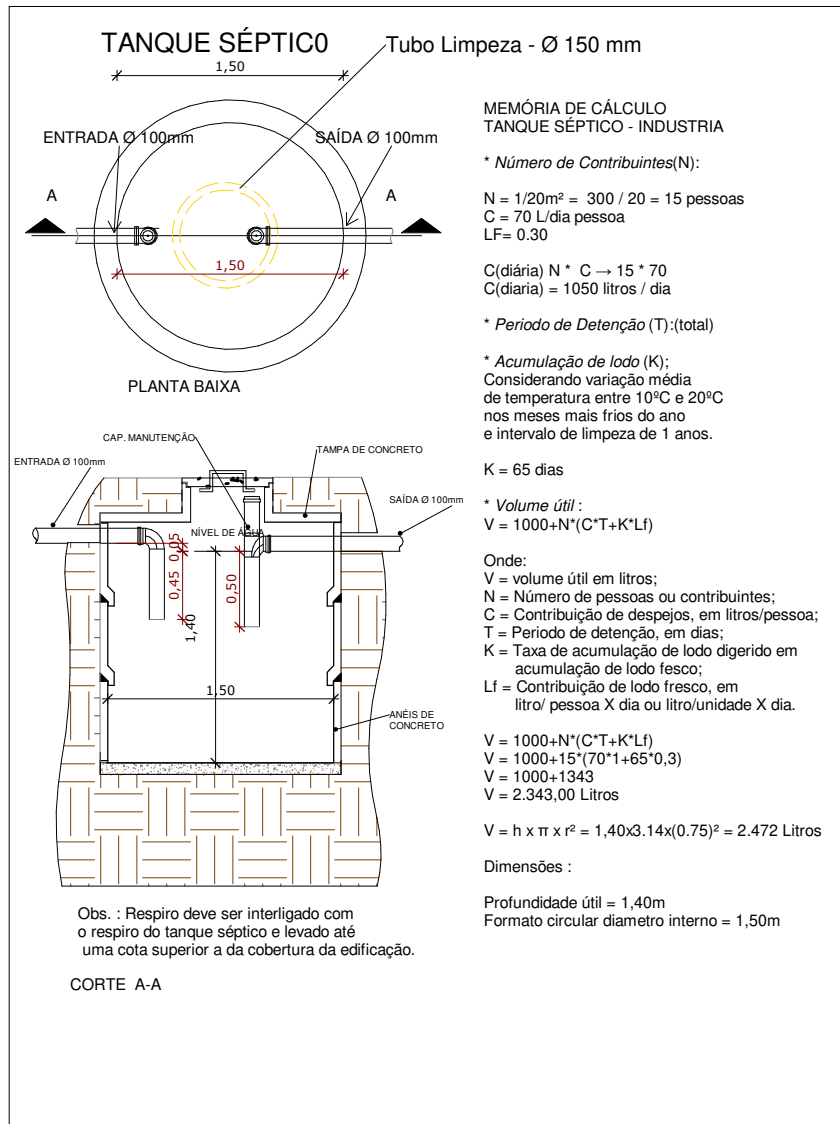 TANQUE SÉPTIC0
Tubo Limpeza - Ø 150 mm
1,50
ENTRADA Ø 100mm
SAÍDA Ø 100mm
A
A
1,50
PLANTA BAIXA
CAP. MANUTENÇÃO
TAMPA DE CONCRETO
ENTRADA Ø 100mm
SAÍDA Ø 100mm
NÍVEL DE ÁGUA
0,05
0,45
0,50
1,40
1,50
ANÉIS DE
CONCRETO
Obs. : Respiro deve ser interligado com
o respiro do tanque séptico e levado até
uma cota superior a da cobertura da edificação.
CORTE A-A
MEMÓRIA DE CÁLCULO
TANQUE SÉPTICO - INDUSTRIA
* Número de Contribuintes(N):
N = 1/20m² = 300 / 20 = 15 pessoas
C = 70 L/dia pessoa
LF= 0.30
C(diária) N * C → 15 * 70
C(diaria) = 1050 litros / dia
* Periodo de Detenção (T):(total)
* Acumulação de lodo (K);
Considerando variação média
de temperatura entre 10ºC e 20ºC
nos meses mais frios do ano
e intervalo de limpeza de 1 anos.
K = 65 dias
* Volume útil :
V = 1000+N*(C*T+K*Lf)
Onde:
V = volume útil em litros;
N = Número de pessoas ou contribuintes;
C = Contribuição de despejos, em litros/pessoa;
T = Periodo de detenção, em dias;
K = Taxa de acumulação de lodo digerido em
acumulação de lodo fesco;
Lf = Contribuição de lodo fresco, em
litro/ pessoa X dia ou litro/unidade X dia.
V = 1000+N*(C*T+K*Lf)
V = 1000+15*(70*1+65*0,3)
V = 1000+1343
V = 2.343,00 Litros
V = h x π x r² = 1,40x3.14x(0.75)² = 2.472 Litros
Dimensões :
Profundidade útil = 1,40m
Formato circular diametro interno = 1,50m